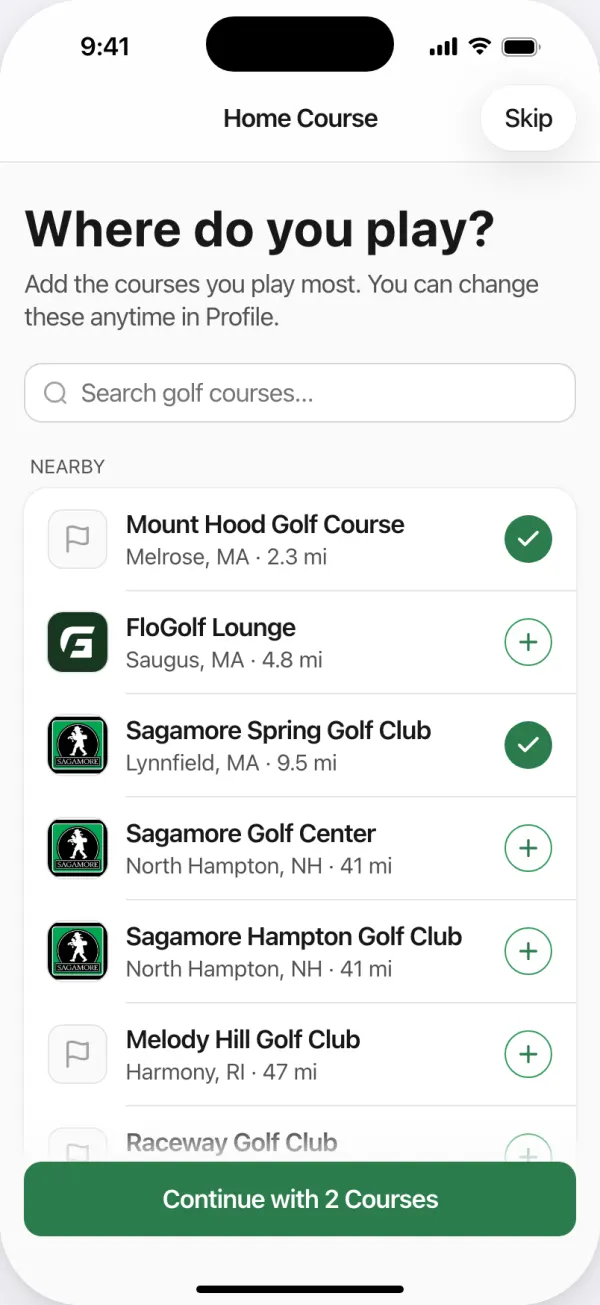 9:41
Home Course
Skip
Where do you play?
Add the courses you play most. You can change
these anytime in Profile.
Search golf courses...
NEARBY
Mount Hood Golf Course
Melrose, MA · 2.3 mi
FloGolf Lounge
Saugus, MA · 4.8 mi
SAGAMORE
Sagamore Spring Golf Club
Lynnfield, MA · 9.5 mi
SAGAMORE
Sagamore Golf Center
North Hampton, NH · 41 mi
SAGAMORE
Sagamore Hampton Golf Club
North Hampton, NH · 41 mi
Melody Hill Golf Club
Harmony, RI · 47 mi
Raceway Golf Club
Continue with 2 Courses